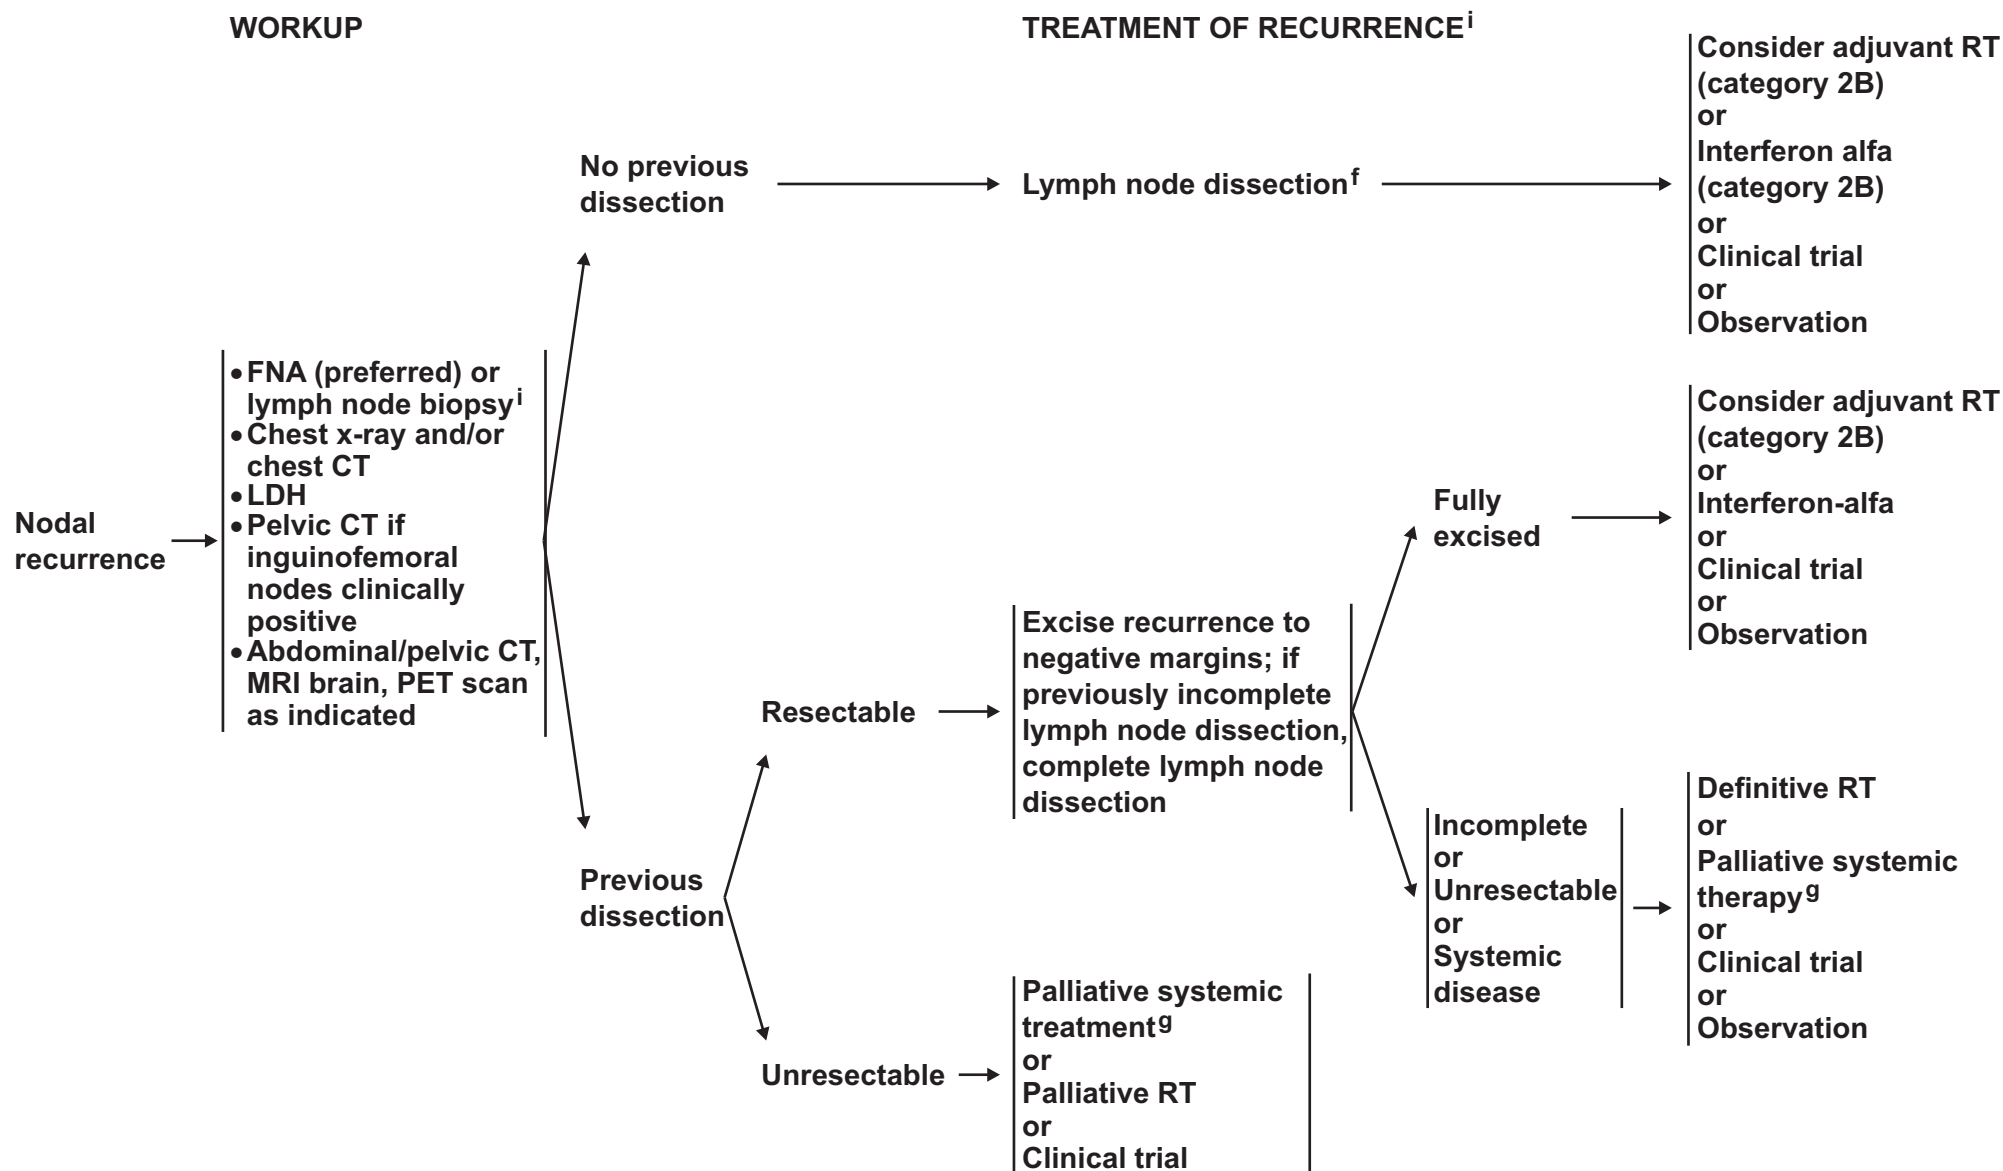 WORKUP
TREATMENT OF RECURRENCEⁱ
Nodal
recurrence
•FNA (preferred) or
lymph node biopsyⁱ
•Chest x-ray and/or
chest CT
•LDH
•Pelvic CT if
inguinofemoral
nodes clinically
positive
•Abdominal/pelvic CT,
MRI brain, PET scan
as indicated
No previous
dissection
Lymph node dissectionᶠ
Consider adjuvant RT
(category 2B)
or
Interferon alfa
(category 2B)
or
Clinical trial
or
Observation
Previous
dissection
Resectable
Excise recurrence to
negative margins; if
previously incomplete
lymph node dissection,
complete lymph node
dissection
Fully
excised
Consider adjuvant RT
(category 2B)
or
Interferon-alfa
or
Clinical trial
or
Observation
Incomplete
or
Unresectable
or
Systemic
disease
Definitive RT
or
Palliative systemic
therapyᵍ
or
Clinical trial
or
Observation
Unresectable
Palliative systemic
treatmentᵍ
or
Palliative RT
or
Clinical trial